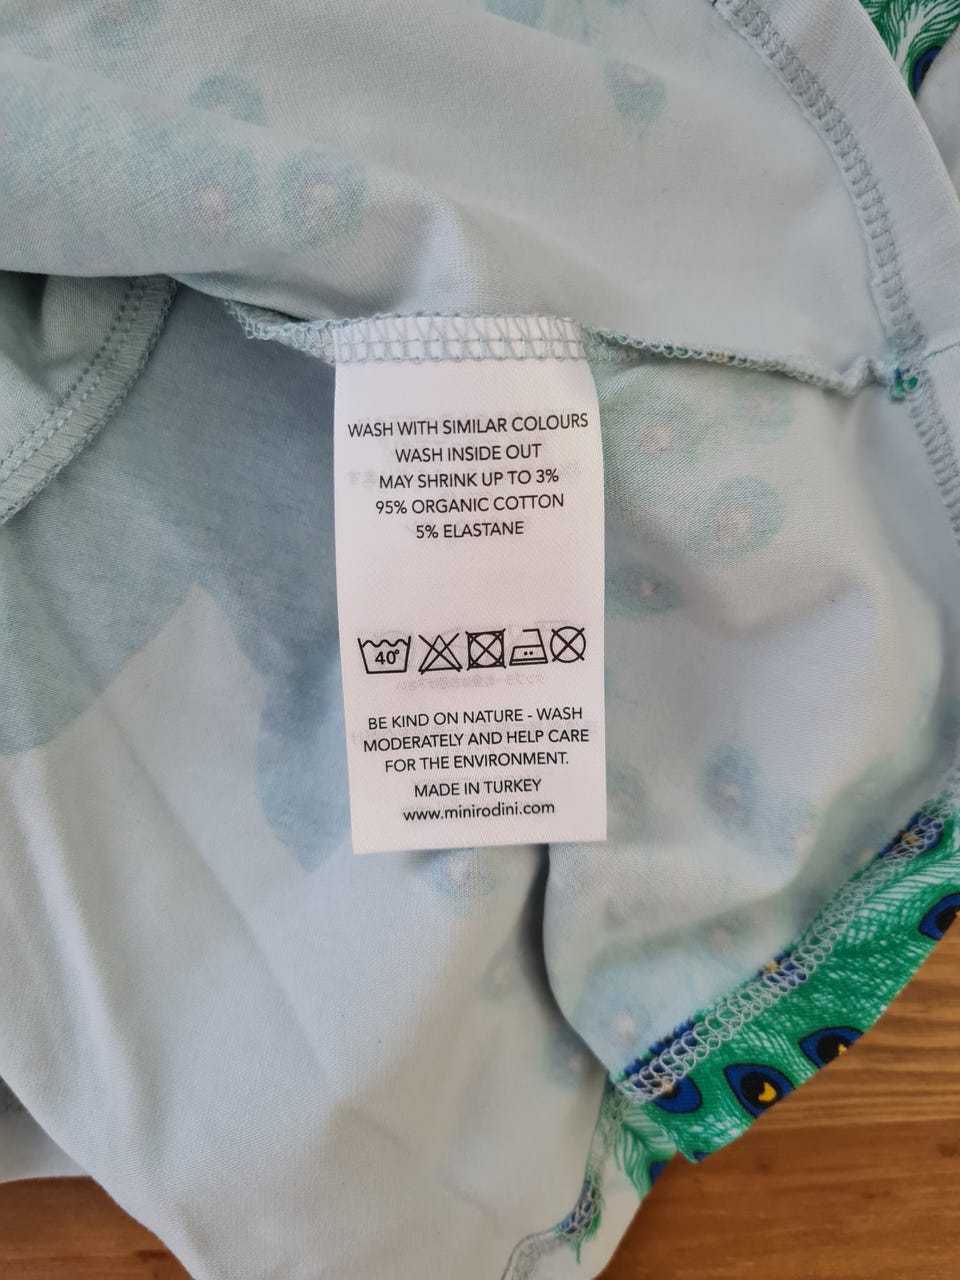 WASH WITH SIMILAR COLOURS
WASH INSIDE OUT
MAY SHRINK UP TO 3%
95% ORGANIC COTTON
5% ELASTANE
40°
BE KIND ON NATURE - WASH
MODERATELY AND HELP CARE
FOR THE ENVIRONMENT.
MADE IN TURKEY
www.minirodini.com